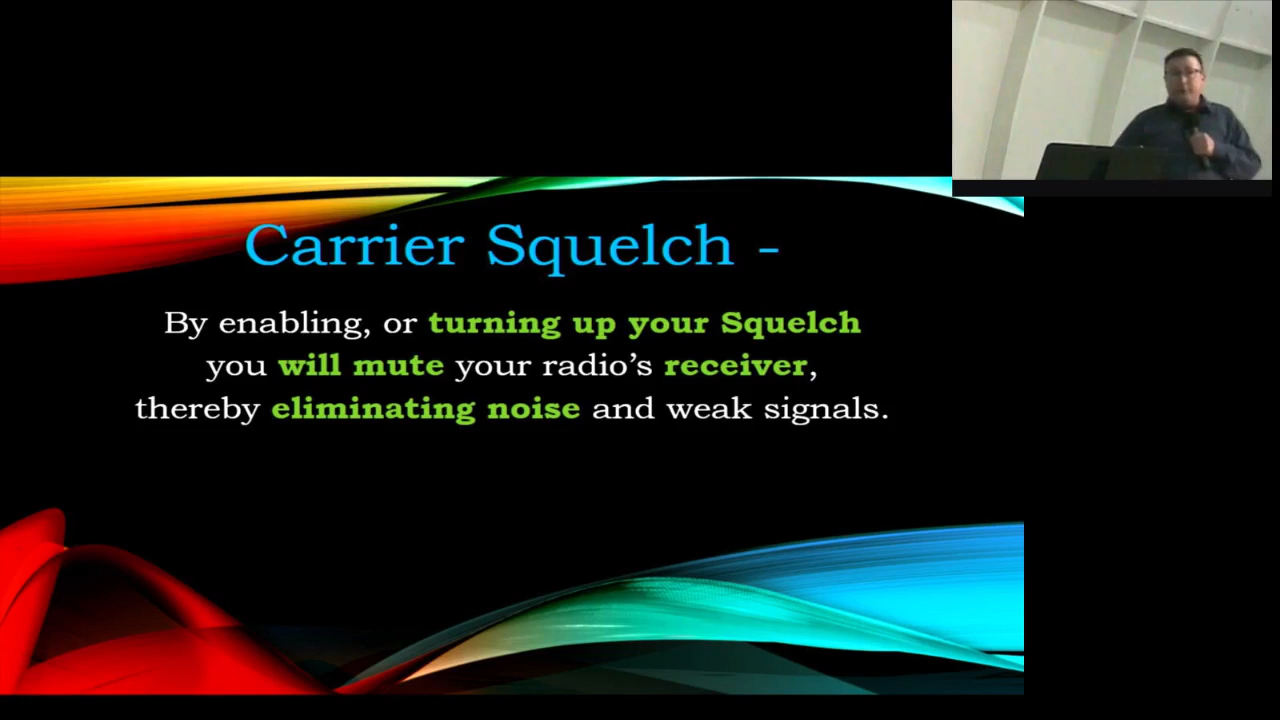 Carrier Squelch -
By enabling, or turning up your Squelch
you will mute your radio’s receiver,
thereby eliminating noise and weak signals.